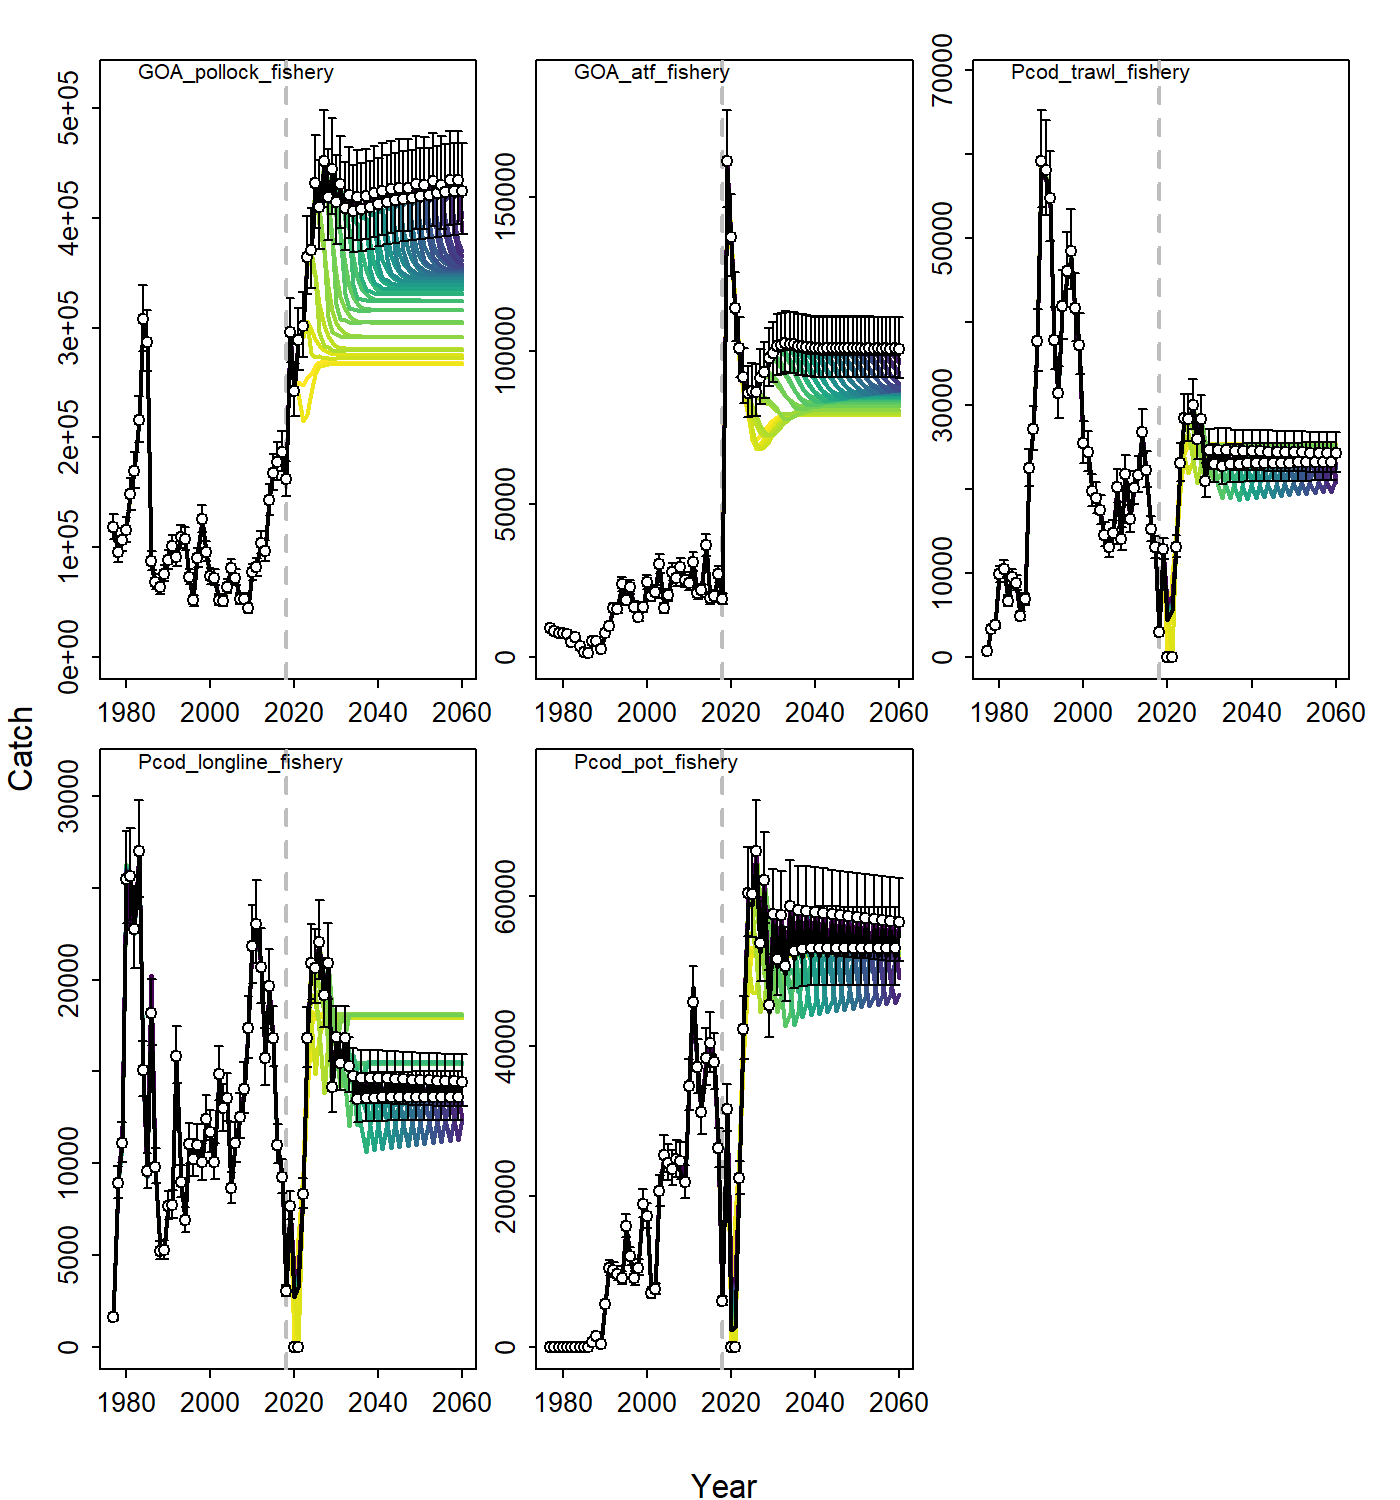 GOA_pollock_fishery
0e+00 1e+05 2e+05 3e+05 4e+05 5e+05
1980 2000 2020 2040 2060
GOA_atf_fishery
0 50000 100000 150000
1980 2000 2020 2040 2060
Pcod_trawl_fishery
0 10000 30000 50000 70000
1980 2000 2020 2040 2060
Catch
Pcod_longline_fishery
0 5000 10000 20000 30000
1980 2000 2020 2040 2060
Pcod_pot_fishery
0 20000 40000 60000
1980 2000 2020 2040 2060
Year